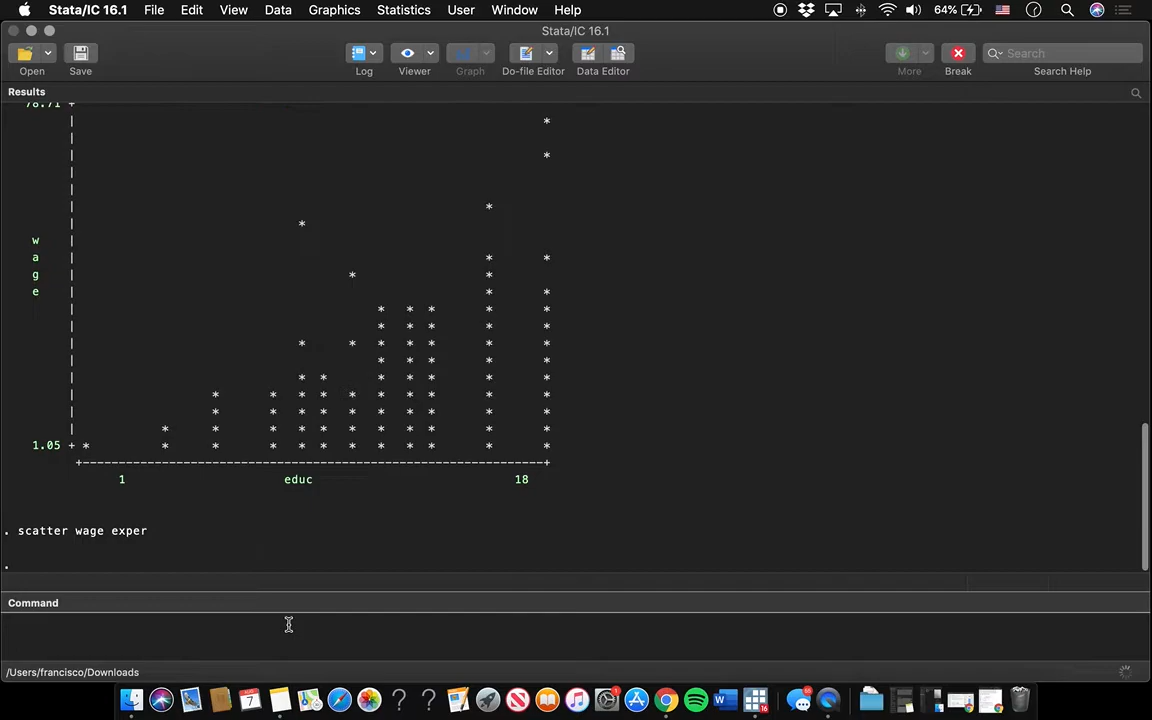 Stata/IC 16.1 File Edit View Data Graphics Statistics User Window Help 64%
Stata/IC 16.1
Open Save Log Viewer Graph Do-file Editor Data Editor More Break Search Search Help
Results
78.71 +
w
a
g
e
1.05 +
1 educ 18
. scatter wage exper
.
Command
/Users/francisco/Downloads